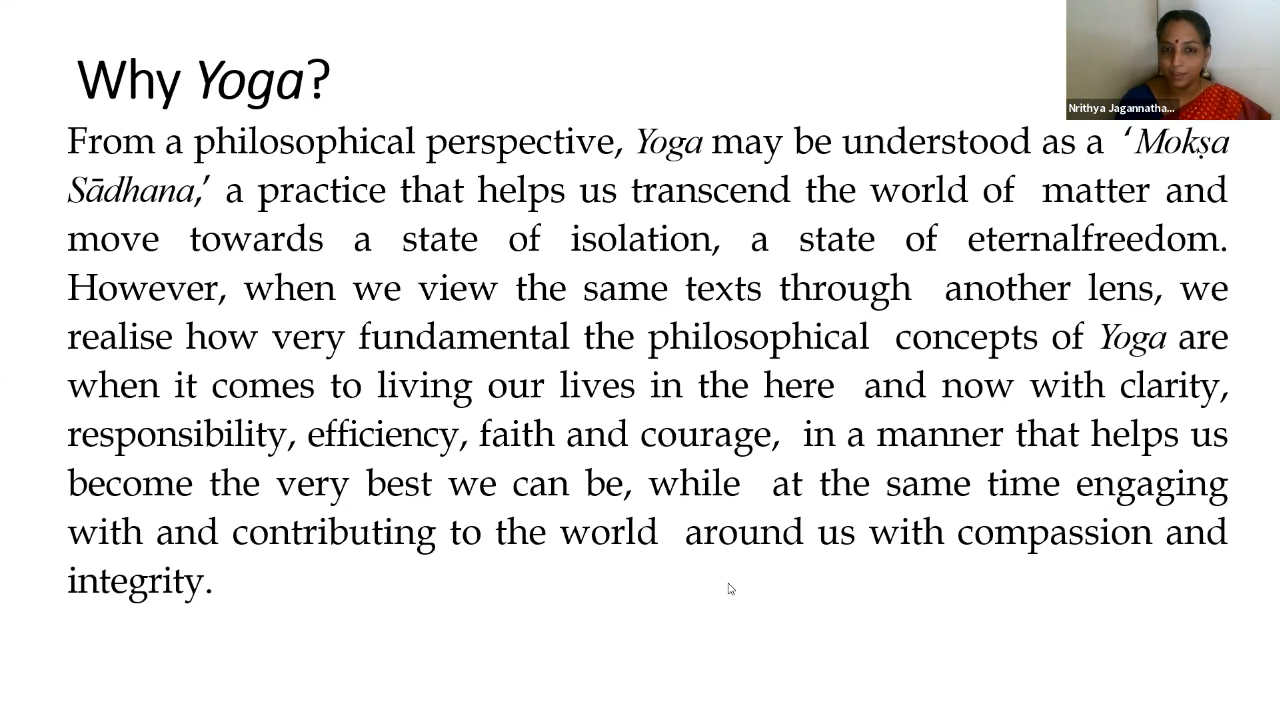 Why Yoga?
Nrithya Jagannatha...
From a philosophical perspective, Yoga may be understood as a ‘Mokṣa
Sādhana,’ a practice that helps us transcend the world of matter and
move towards a state of isolation, a state of eternalfreedom.
However, when we view the same texts through another lens, we
realise how very fundamental the philosophical concepts of Yoga are
when it comes to living our lives in the here and now with clarity,
responsibility, efficiency, faith and courage, in a manner that helps us
become the very best we can be, while at the same time engaging
with and contributing to the world around us with compassion and
integrity.